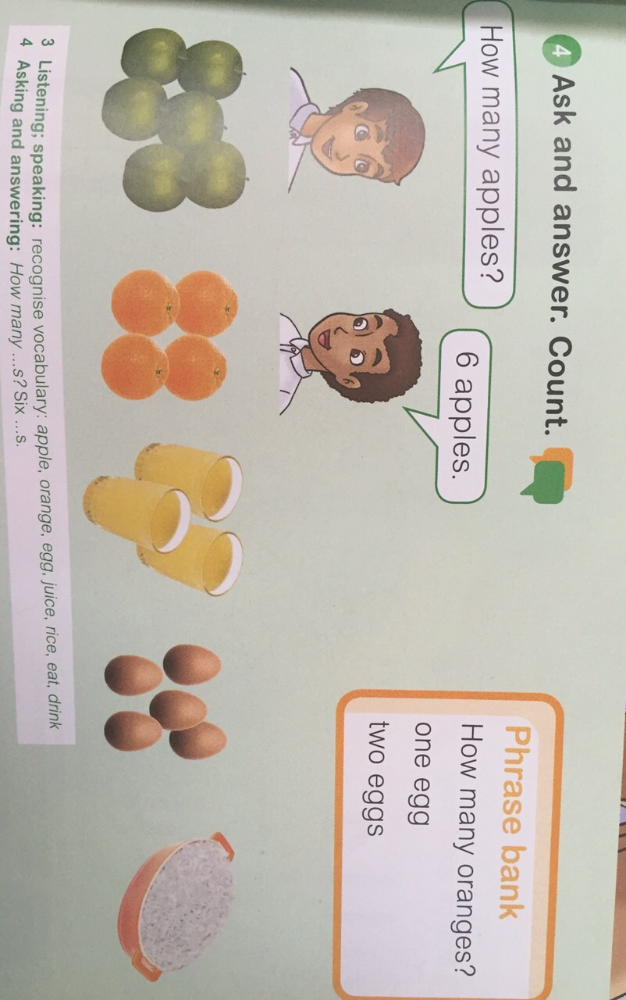 4 Ask and answer. Count.
How many apples?
6 apples.
Phrase bank
How many oranges?
one egg
two eggs
3 Listening; speaking: recognise vocabulary: apple, orange, egg, juice, rice, eat, drink
4 Asking and answering: How many ...s? Six ...s.